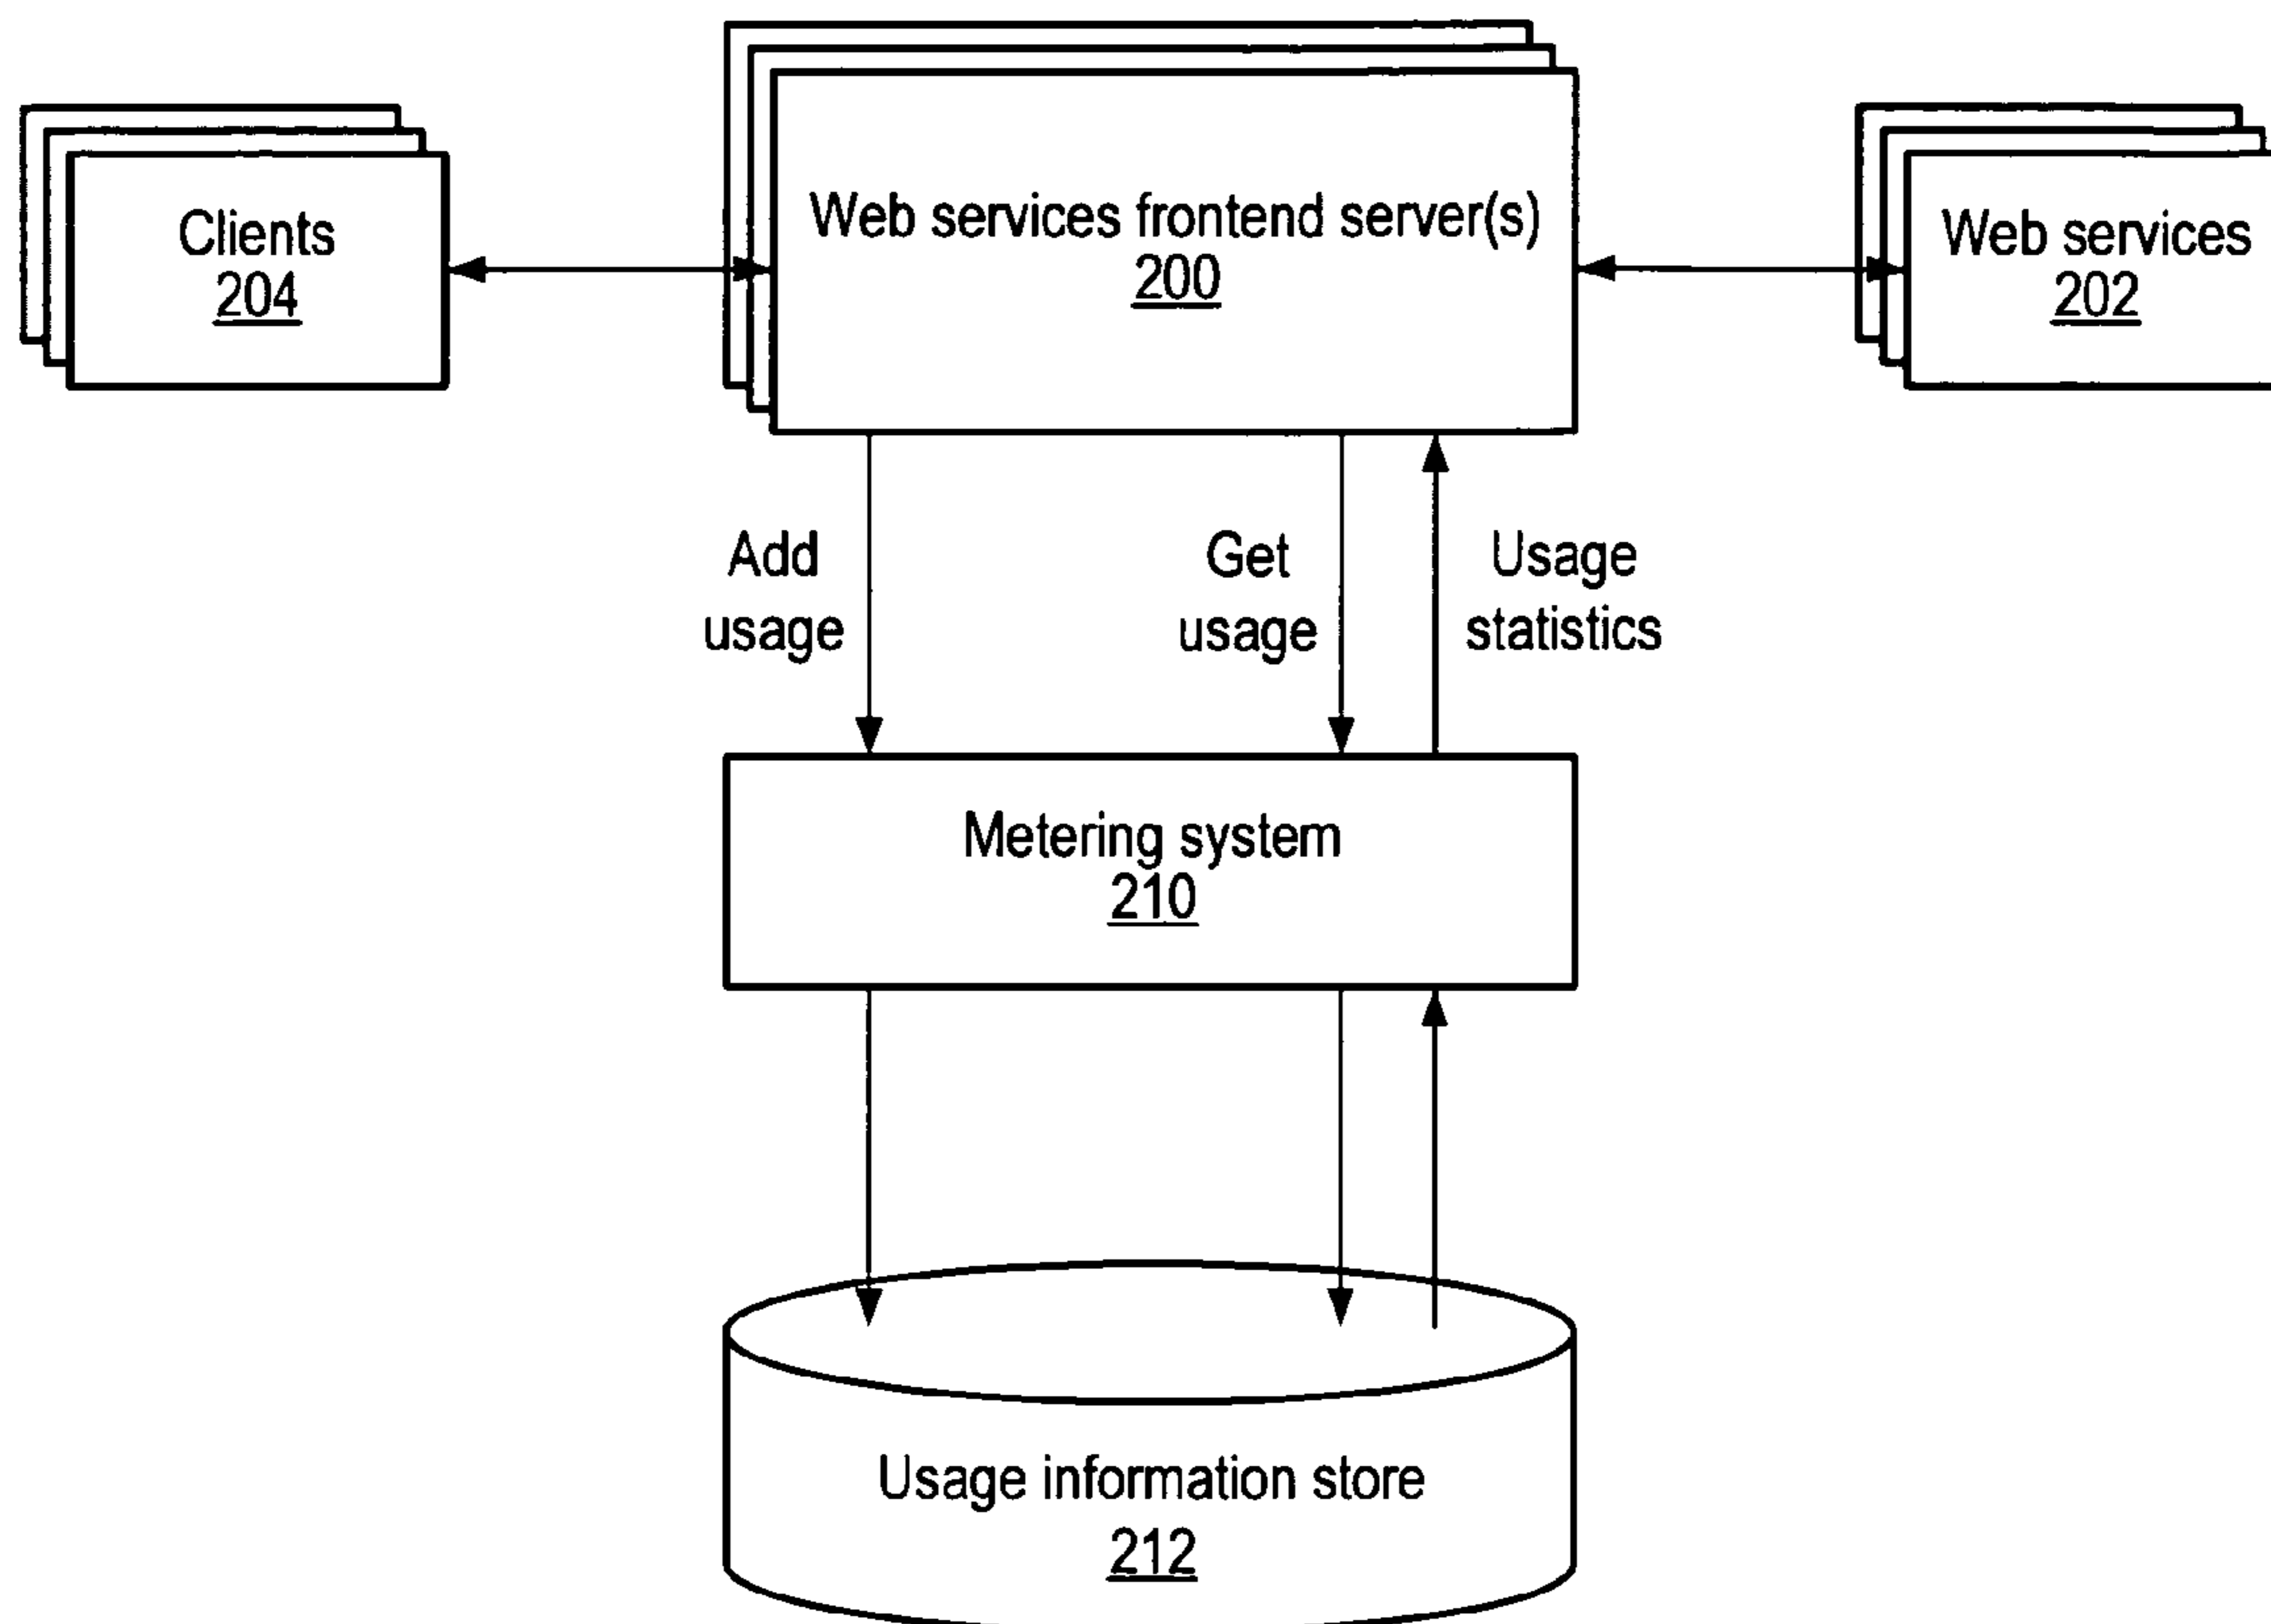 Clients
204
Web services frontend server(s)
200
Web services
202
Add
usage
Get
usage
Usage
statistics
Metering system
210
Usage information store
212